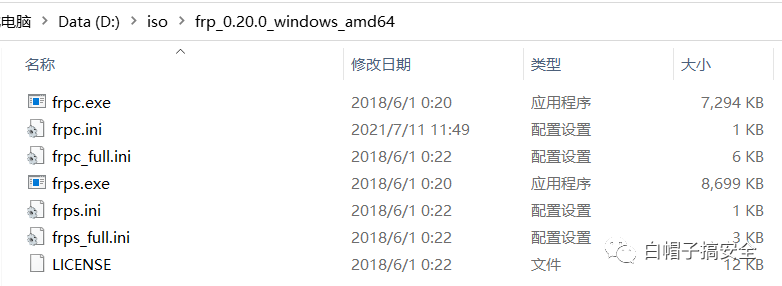 电脑 > Data (D:) > iso > frp_0.20.0_windows_amd64
名称 修改日期 类型 大小
frpc.exe 2018/6/1 0:20 应用程序 7,294 KB
frpc.ini 2021/7/11 11:49 配置设置 1 KB
frpc_full.ini 2018/6/1 0:22 配置设置 6 KB
frps.exe 2018/6/1 0:20 应用程序 8,699 KB
frps.ini 2018/6/1 0:22 配置设置 1 KB
frps_full.ini 2018/6/1 0:22 配置设置 3 KB
LICENSE 2018/6/1 0:22 文件 12 KB
白帽子搞安全